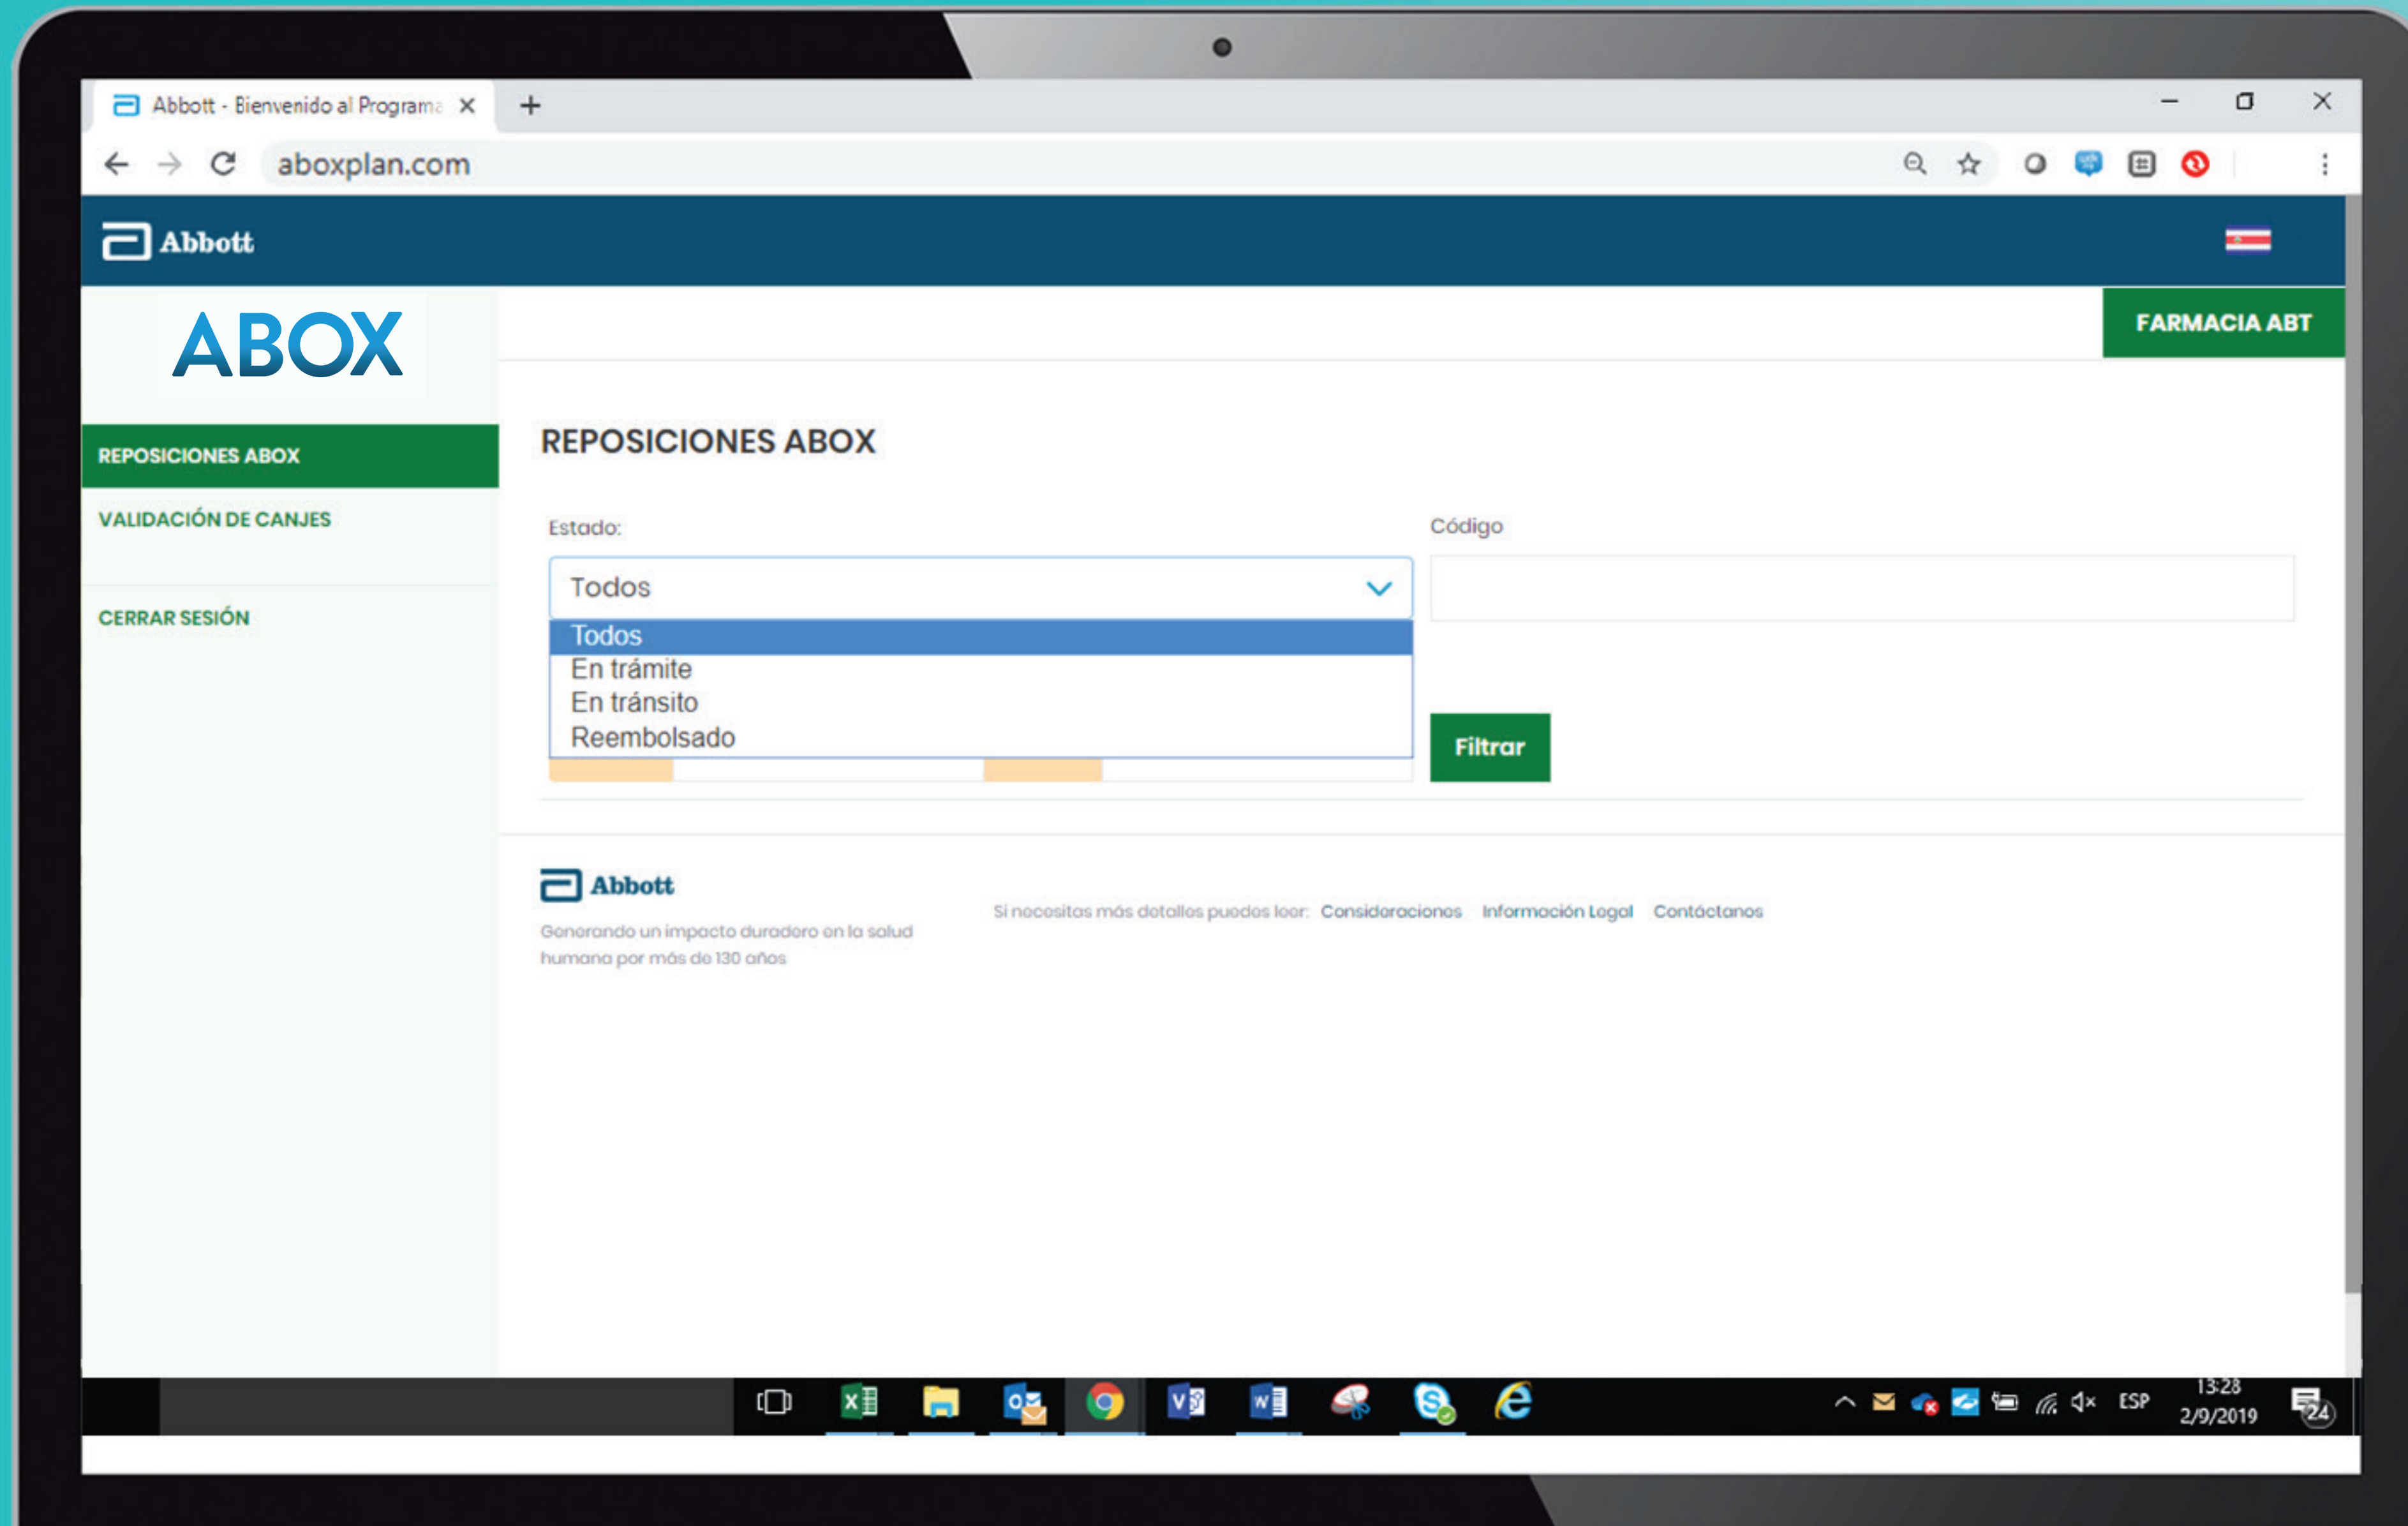 Abbott - Bienvenido al Programa
aboxplan.com
Abbott
ABOX
FARMACIA ABT
REPOSICIONES ABOX
VALIDACIÓN DE CANJES
CERRAR SESIÓN
REPOSICIONES ABOX
Estado:
Código
Todos
Todos
En trámite
En tránsito
Reembolsado
Filtrar
Abbott
Generando un impacto duradero en la salud
humana por más de 130 años
Si necesitas más detalles puedes leer: Consideraciones Información Legal Contáctanos
ESP
13:28
2/9/2019
24